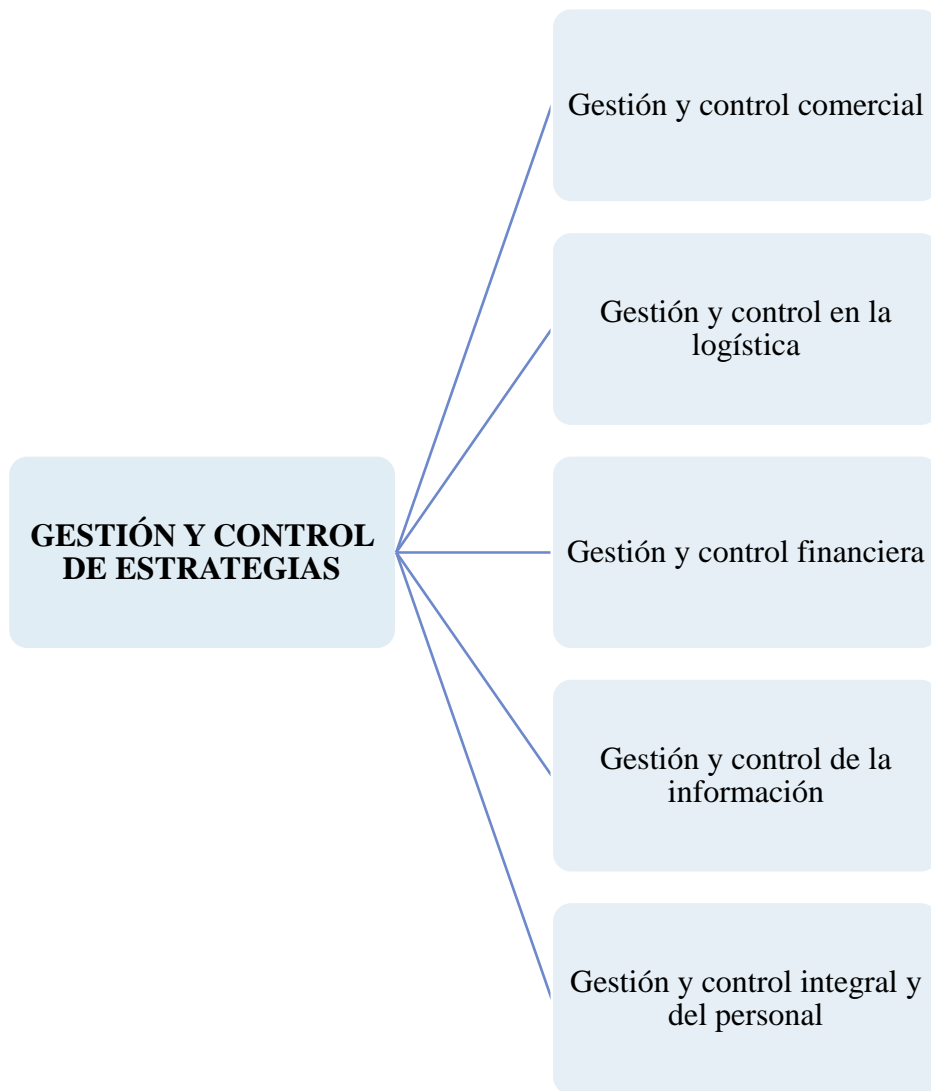 Gestión y control comercial
Gestión y control en la
logística
GESTIÓN Y CONTROL
DE ESTRATEGIAS
Gestión y control financiera
Gestión y control de la
información
Gestión y control integral y
del personal